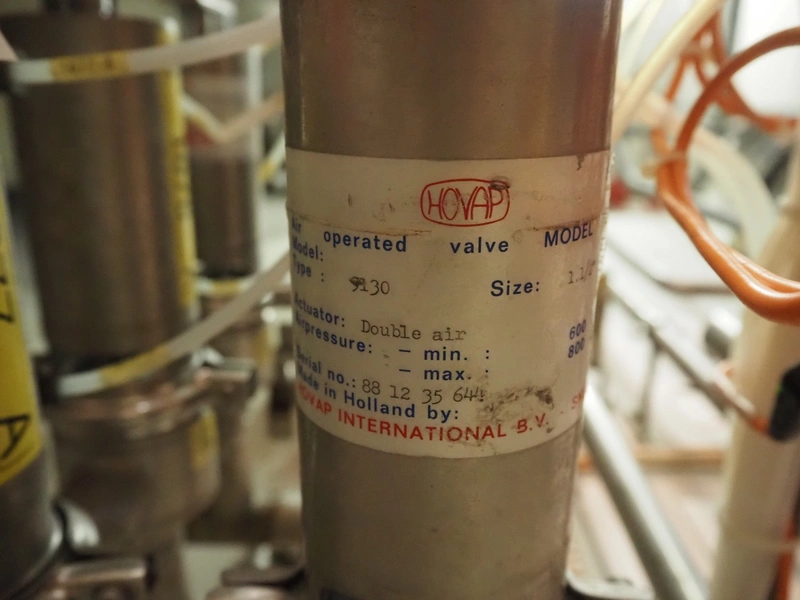 HOVAP
Air operated valve MODEL
Model:
Type : 9130 Size: 1.1/2"
Actuator: Double air
Airpressure: - min. : 600
- max. : 800
Serial no.: 88 12 35 644
Made in Holland by:
HOVAP INTERNATIONAL B.V.
A